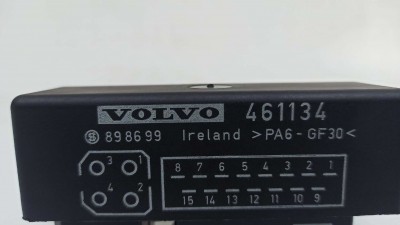 VOLVO 461134
S 898699 Ireland >PA6-GF30<
3 1 8 7 6 5 4 3 2 1
4 2 15 14 13 12 11 10 9